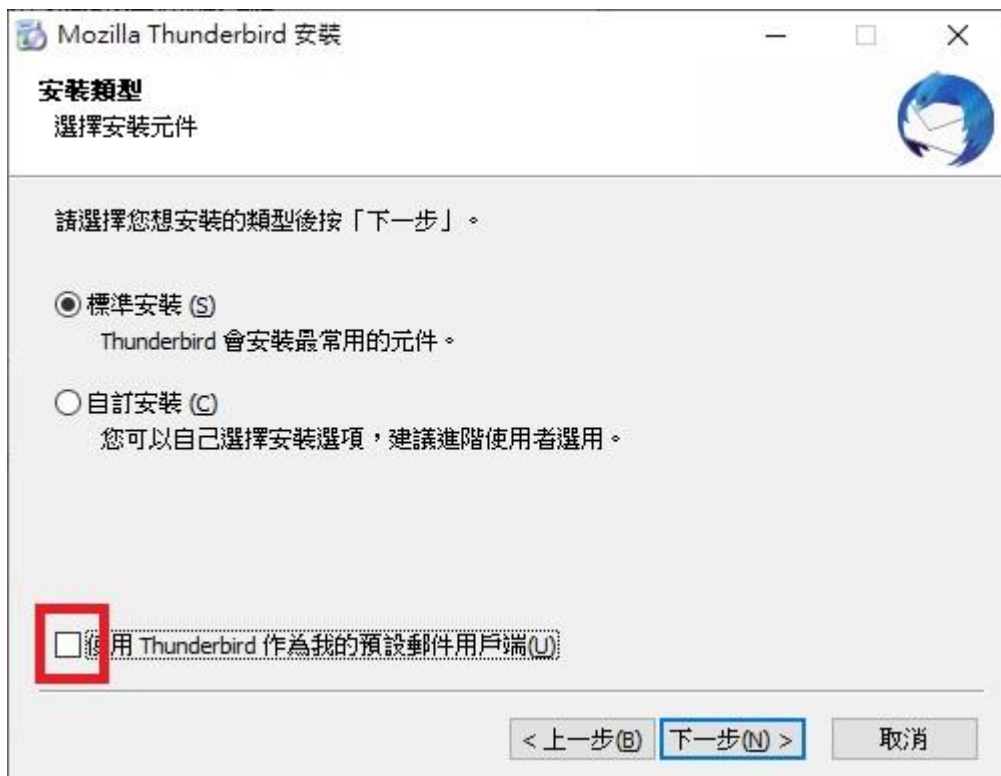 Mozilla Thunderbird 安裝
安裝類型
選擇安裝元件
請選擇您想安裝的類型後按「下一步」。
標準安裝 (S)
Thunderbird 會安裝最常用的元件。
自訂安裝 (C)
您可以自己選擇安裝選項，建議進階使用者選用。
使用 Thunderbird 作為我的預設郵件用戶端(U)
< 上一步(B) 下一步(N) > 取消